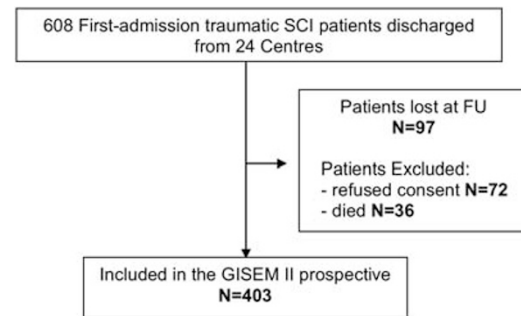 608 First-admission traumatic SCI patients discharged
from 24 Centres
Patients lost at FU
N=97
Patients Excluded:
- refused consent N=72
- died N=36
Included in the GISEM II prospective
N=403